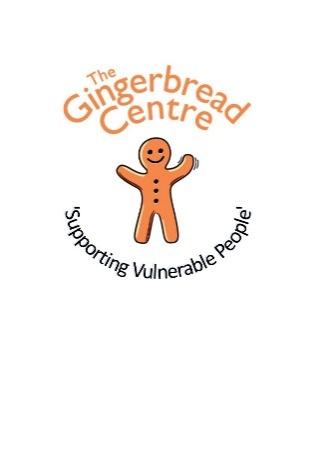 The
Gingerbread
Centre
'Supporting Vulnerable People'